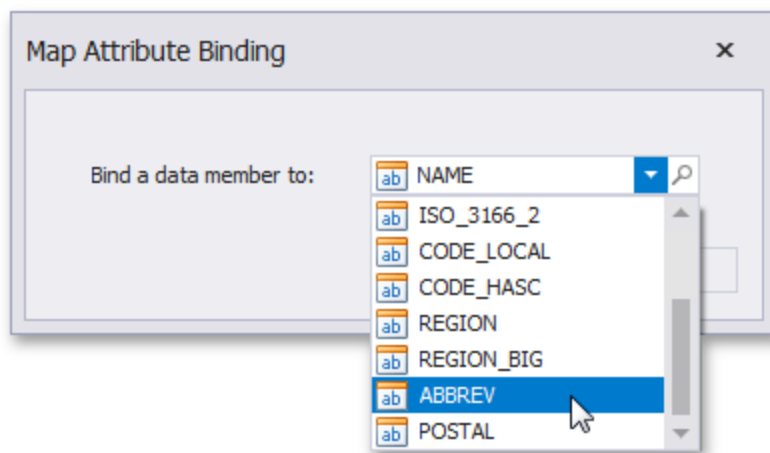 Map Attribute Binding
Bind a data member to:
ab NAME
ab ISO_3166_2
ab CODE_LOCAL
ab CODE_HASC
ab REGION
ab REGION_BIG
ab ABBREV
ab POSTAL